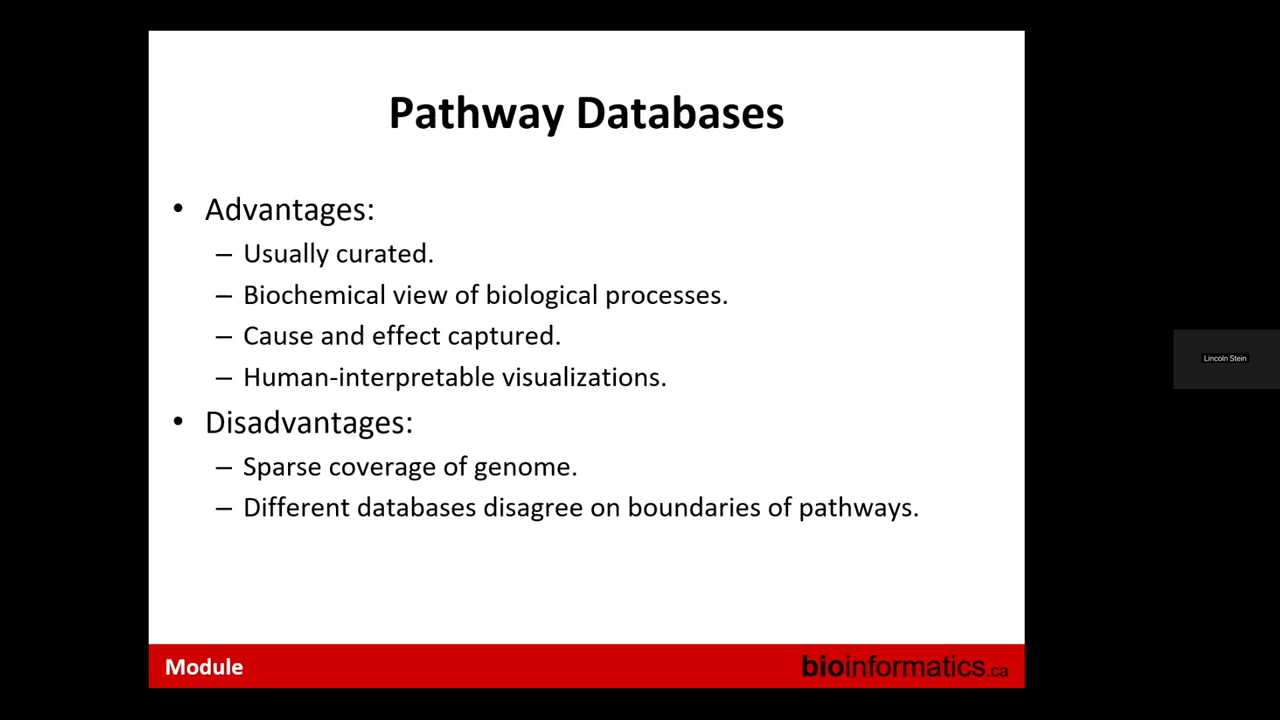 Pathway Databases
• Advantages:
– Usually curated.
– Biochemical view of biological processes.
– Cause and effect captured.
– Human-interpretable visualizations.
• Disadvantages:
– Sparse coverage of genome.
– Different databases disagree on boundaries of pathways.
Lincoln Stein
Module
bioinformatics.ca